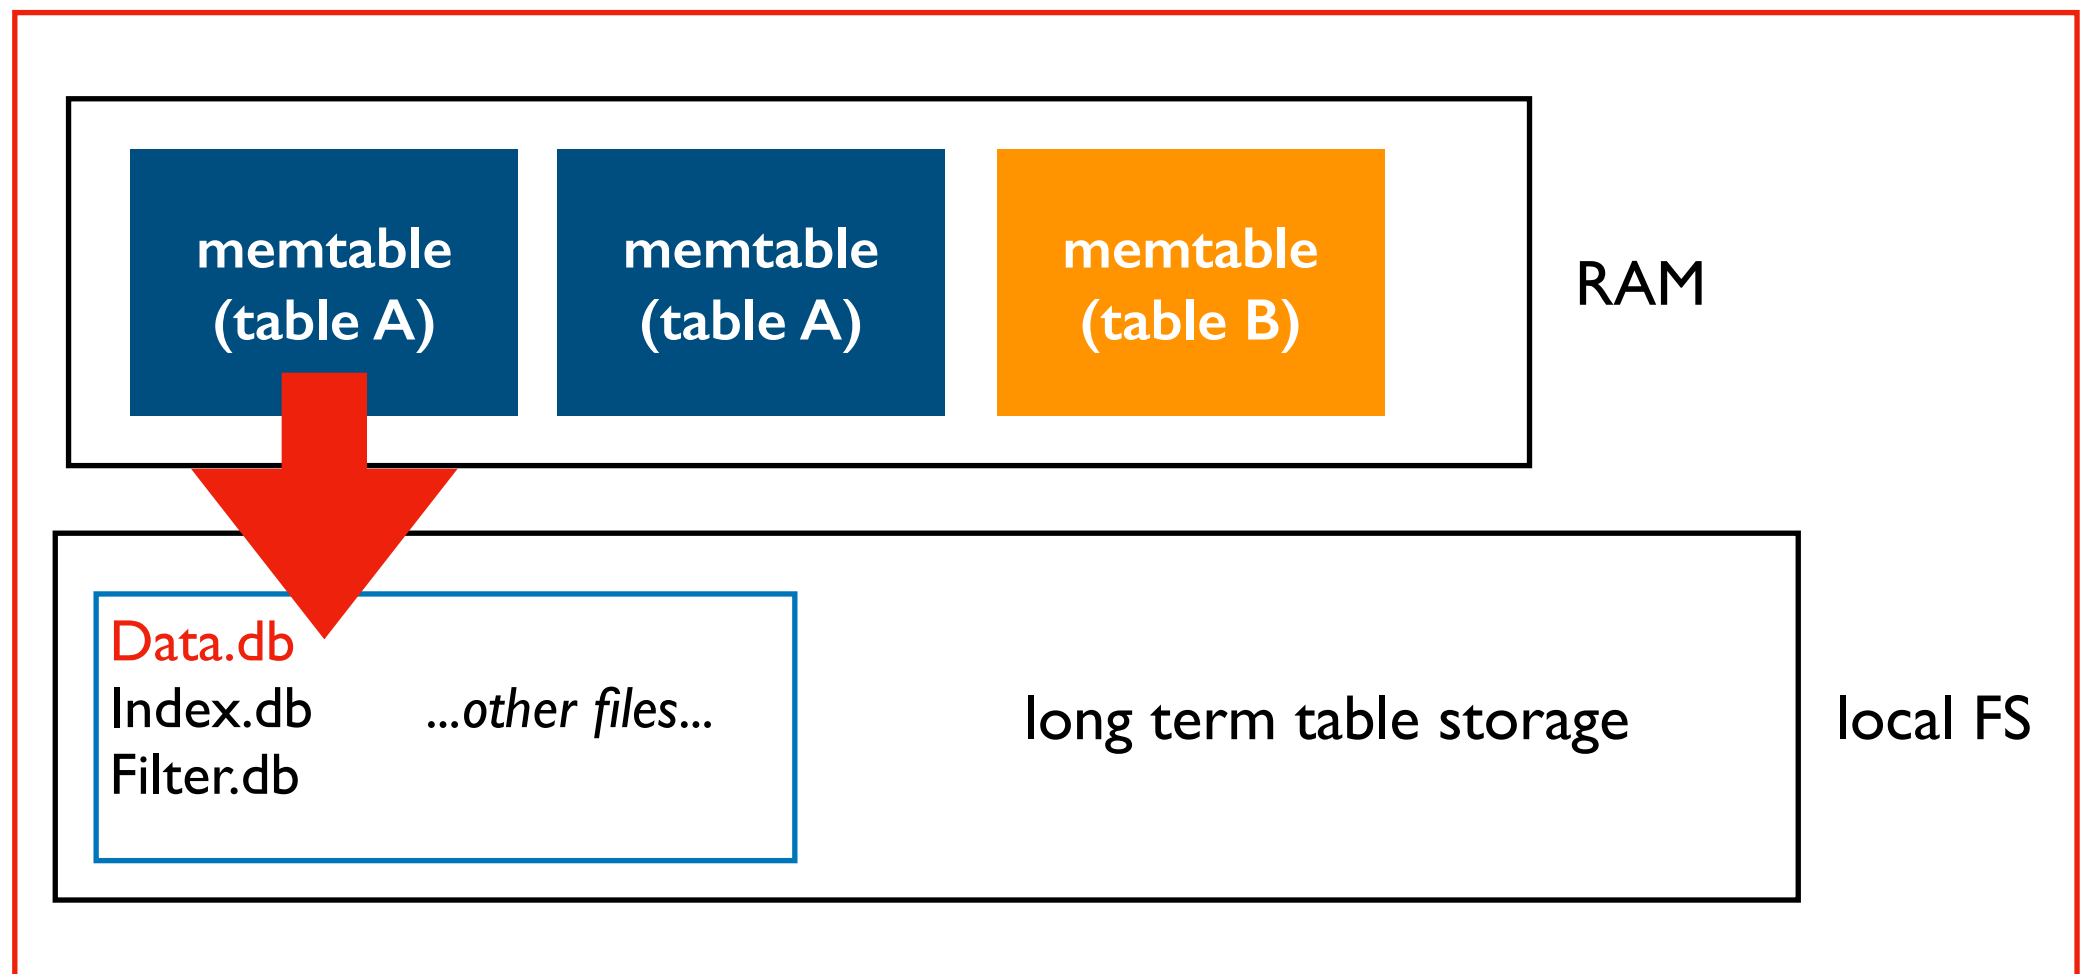 memtable
(table A)
memtable
(table A)
memtable
(table B)
RAM
Data.db
Index.db
Filter.db
...other files...
long term table storage
local FS